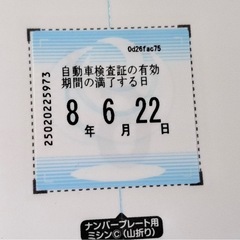 0d26fac75
自動車検査証の有効
期間の満了する日
8年6月22日
25020225973
ナンバープレート用
ミシン©(山折り)